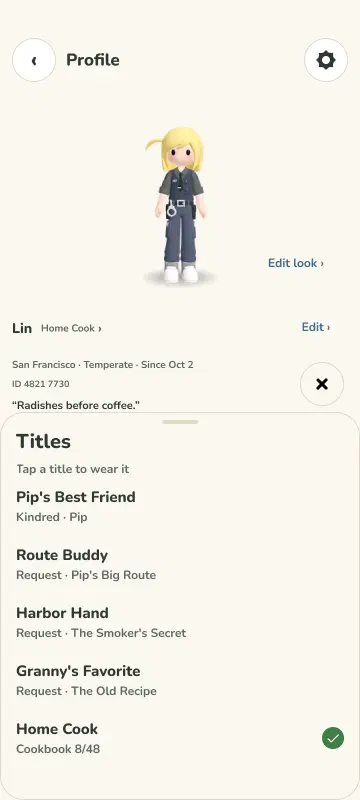 ‹ Profile
Edit look ›
Lin Home Cook › Edit ›
San Francisco · Temperate · Since Oct 2
ID 4821 7730
“Radishes before coffee.”
Titles
Tap a title to wear it
Pip's Best Friend
Kindred · Pip
Route Buddy
Request · Pip's Big Route
Harbor Hand
Request · The Smoker's Secret
Granny's Favorite
Request · The Old Recipe
Home Cook
Cookbook 8/48